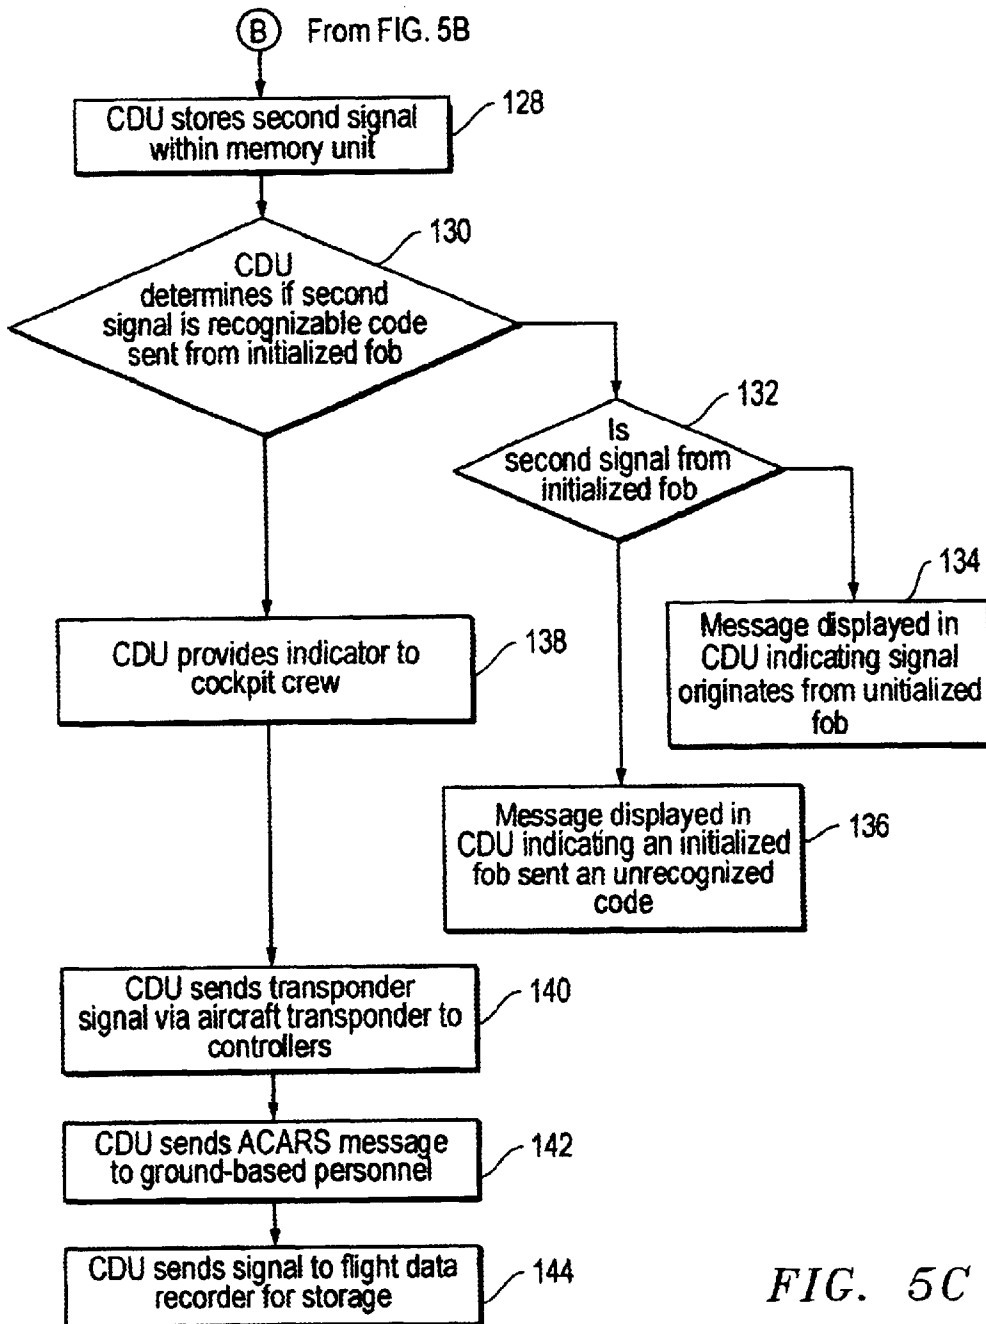 B From FIG. 5B
CDU stores second signal
within memory unit
128
CDU
determines if second
signal is recognizable code
sent from initialized fob
130
Is
second signal from
initialized fob
132
Message displayed in
CDU indicating signal
originates from unitialized
fob
134
Message displayed in
CDU indicating an initialized
fob sent an unrecognized
code
136
CDU provides indicator to
cockpit crew
138
CDU sends transponder
signal via aircraft transponder to
controllers
140
CDU sends ACARS message
to ground-based personnel
142
CDU sends signal to flight data
recorder for storage
144
FIG. 5C